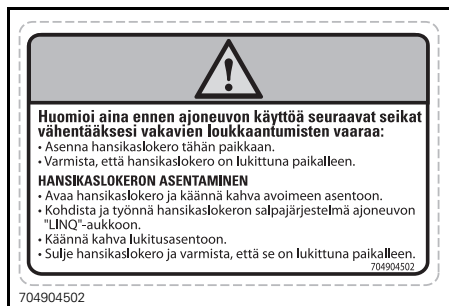 Huomioi aina ennen ajoneuvon käyttöä seuraavat seikat
vähentääksesi vakavien loukkaantumisten vaaraa:
• Asenna hansikaslokero tähän paikkaan.
• Varmista, että hansikaslokero on lukittuna paikalleen.
HANSIKASLOKERON ASENTAMINEN
• Avaa hansikaslokero ja käännä kahva avoimeen asentoon.
• Kohdista ja työnnä hansikaslokeron salpajärjestelmä ajoneuvon
"LINQ"-aukkoon.
• Käännä kahva lukitusasentoon.
• Sulje hansikaslokero ja varmista, että se on lukittuna paikalleen.
704904502
704904502